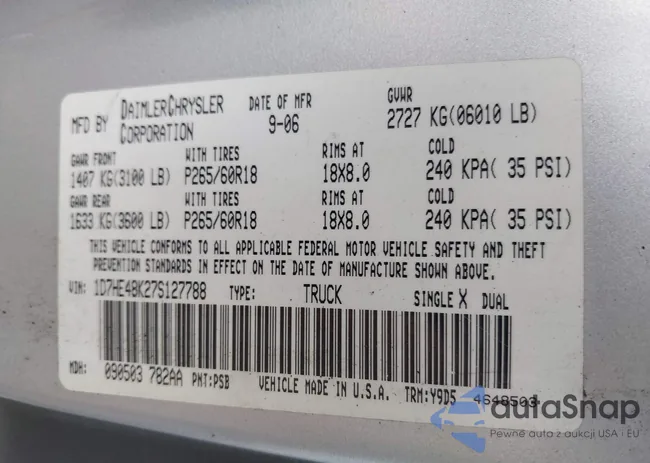 MFD BY DAIMLERCHRYSLER CORPORATION DATE OF MFR 9-06 GVWR 2727 KG(06010 LB)
GAWR FRONT WITH TIRES RIMS AT COLD
1407 KG(3100 LB) P265/60R18 18X8.0 240 KPA( 35 PSI)
GAWR REAR WITH TIRES RIMS AT COLD
1633 KG(3600 LB) P265/60R18 18X8.0 240 KPA( 35 PSI)
THIS VEHICLE CONFORMS TO ALL APPLICABLE FEDERAL MOTOR VEHICLE SAFETY AND THEFT
PREVENTION STANDARDS IN EFFECT ON THE DATE OF MANUFACTURE SHOWN ABOVE.
VIN: 1D7HE48K27S127788 TYPE: TRUCK SINGLE X DUAL
MDH: 090503 782AA PNT:PSB VEHICLE MADE IN U.S.A. TRM:Y9D5 4648503
autaSnap
Pewne auta z aukcji USA i EU